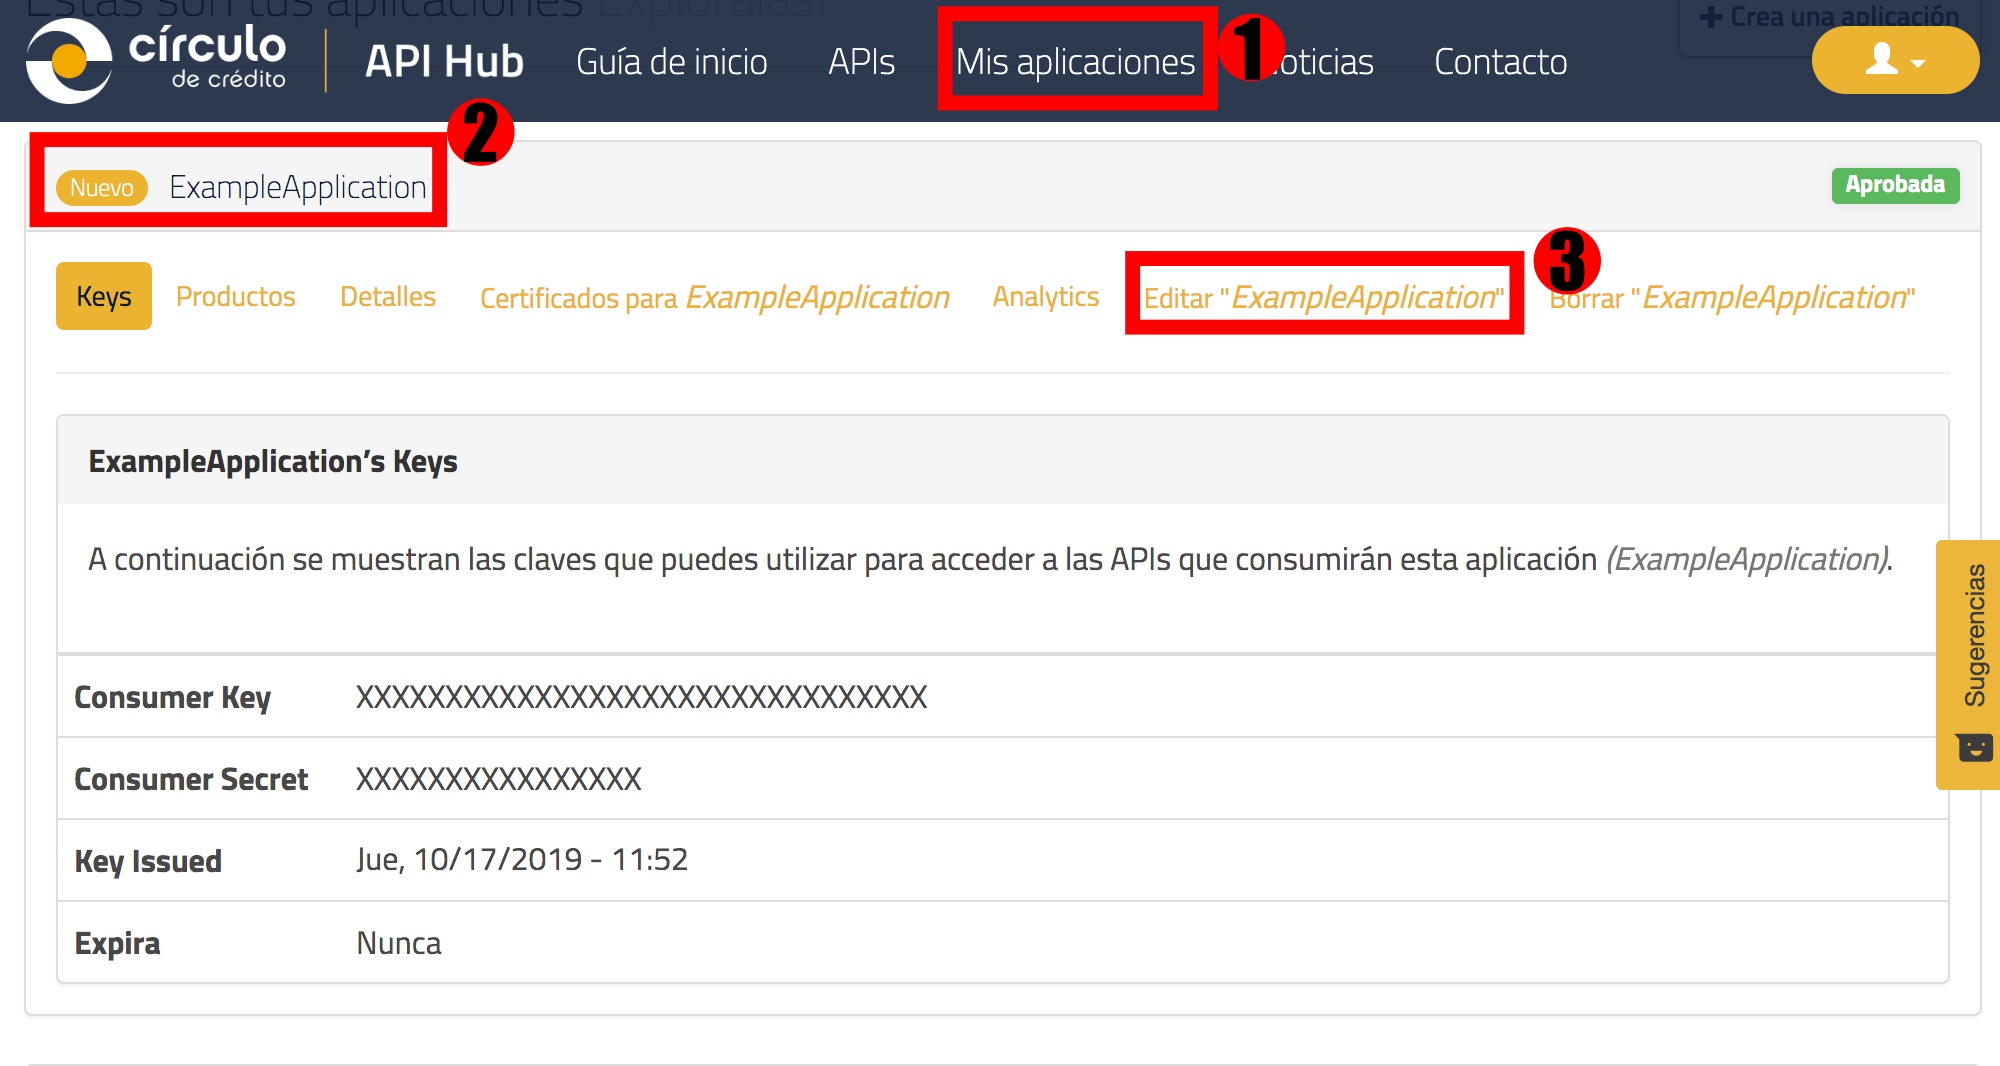 Estas son tus aplicaciones Explóralas!
Crea una aplicación
círculo
de crédito
API Hub
Guía de inicio
APIs
Mis aplicaciones
1
oticias
Contacto
2
Nuevo ExampleApplication
Aprobada
3
Keys
Productos
Detalles
Certificados para ExampleApplication
Analytics
Editar "ExampleApplication"
Borrar "ExampleApplication"
ExampleApplication's Keys
A continuación se muestran las claves que puedes utilizar para acceder a las APIs que consumirán esta aplicación (ExampleApplication).
Consumer Key XXXXXXXXXXXXXXXXXXXXXXXXXXXXXXXX
Consumer Secret XXXXXXXXXXXXXXXX
Key Issued Jue, 10/17/2019 - 11:52
Expira Nunca
Sugerencias